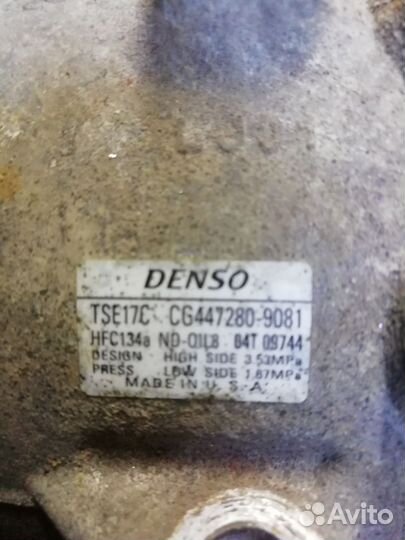 DENSO
TSE17C CG447280-9081
HFC134a ND-OIL8 04T 09744
DESIGN HIGH SIDE 3.53MPa
PRESS LOW SIDE 1.67MPa
MADE IN U.S.A
Avito